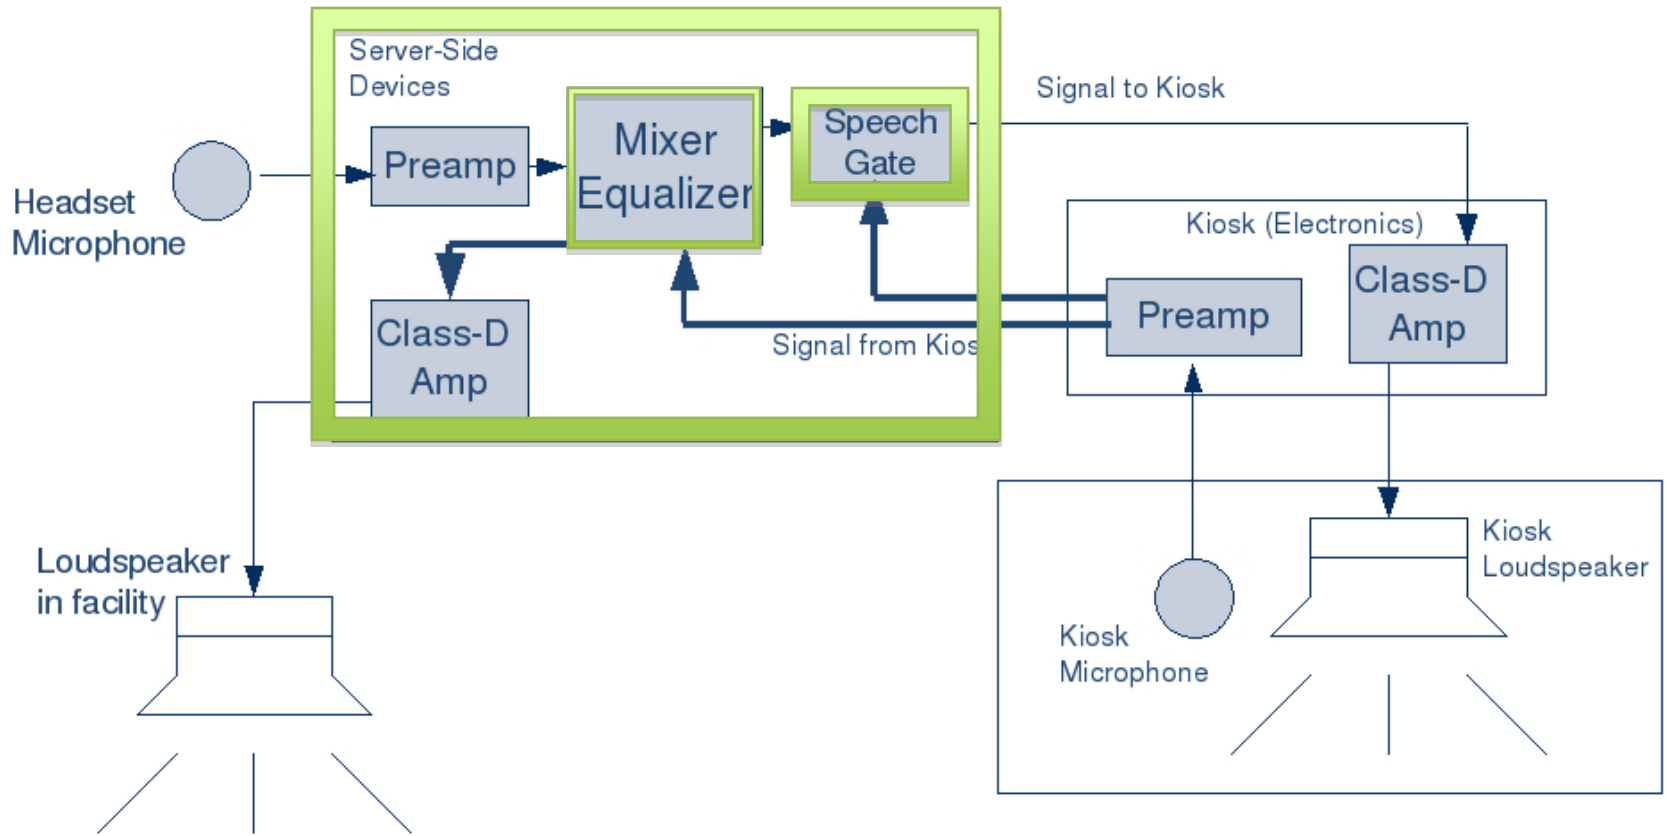 Server-Side
Devices
Signal to Kiosk
Mixer
Equalizer
Speech
Gate
Preamp
Headset
Microphone
Kiosk (Electronics)
Class-D
Amp
Preamp
Class-D
Amp
Signal from Kios
Loudspeaker
in facility
Kiosk
Loudspeaker
Kiosk
Microphone